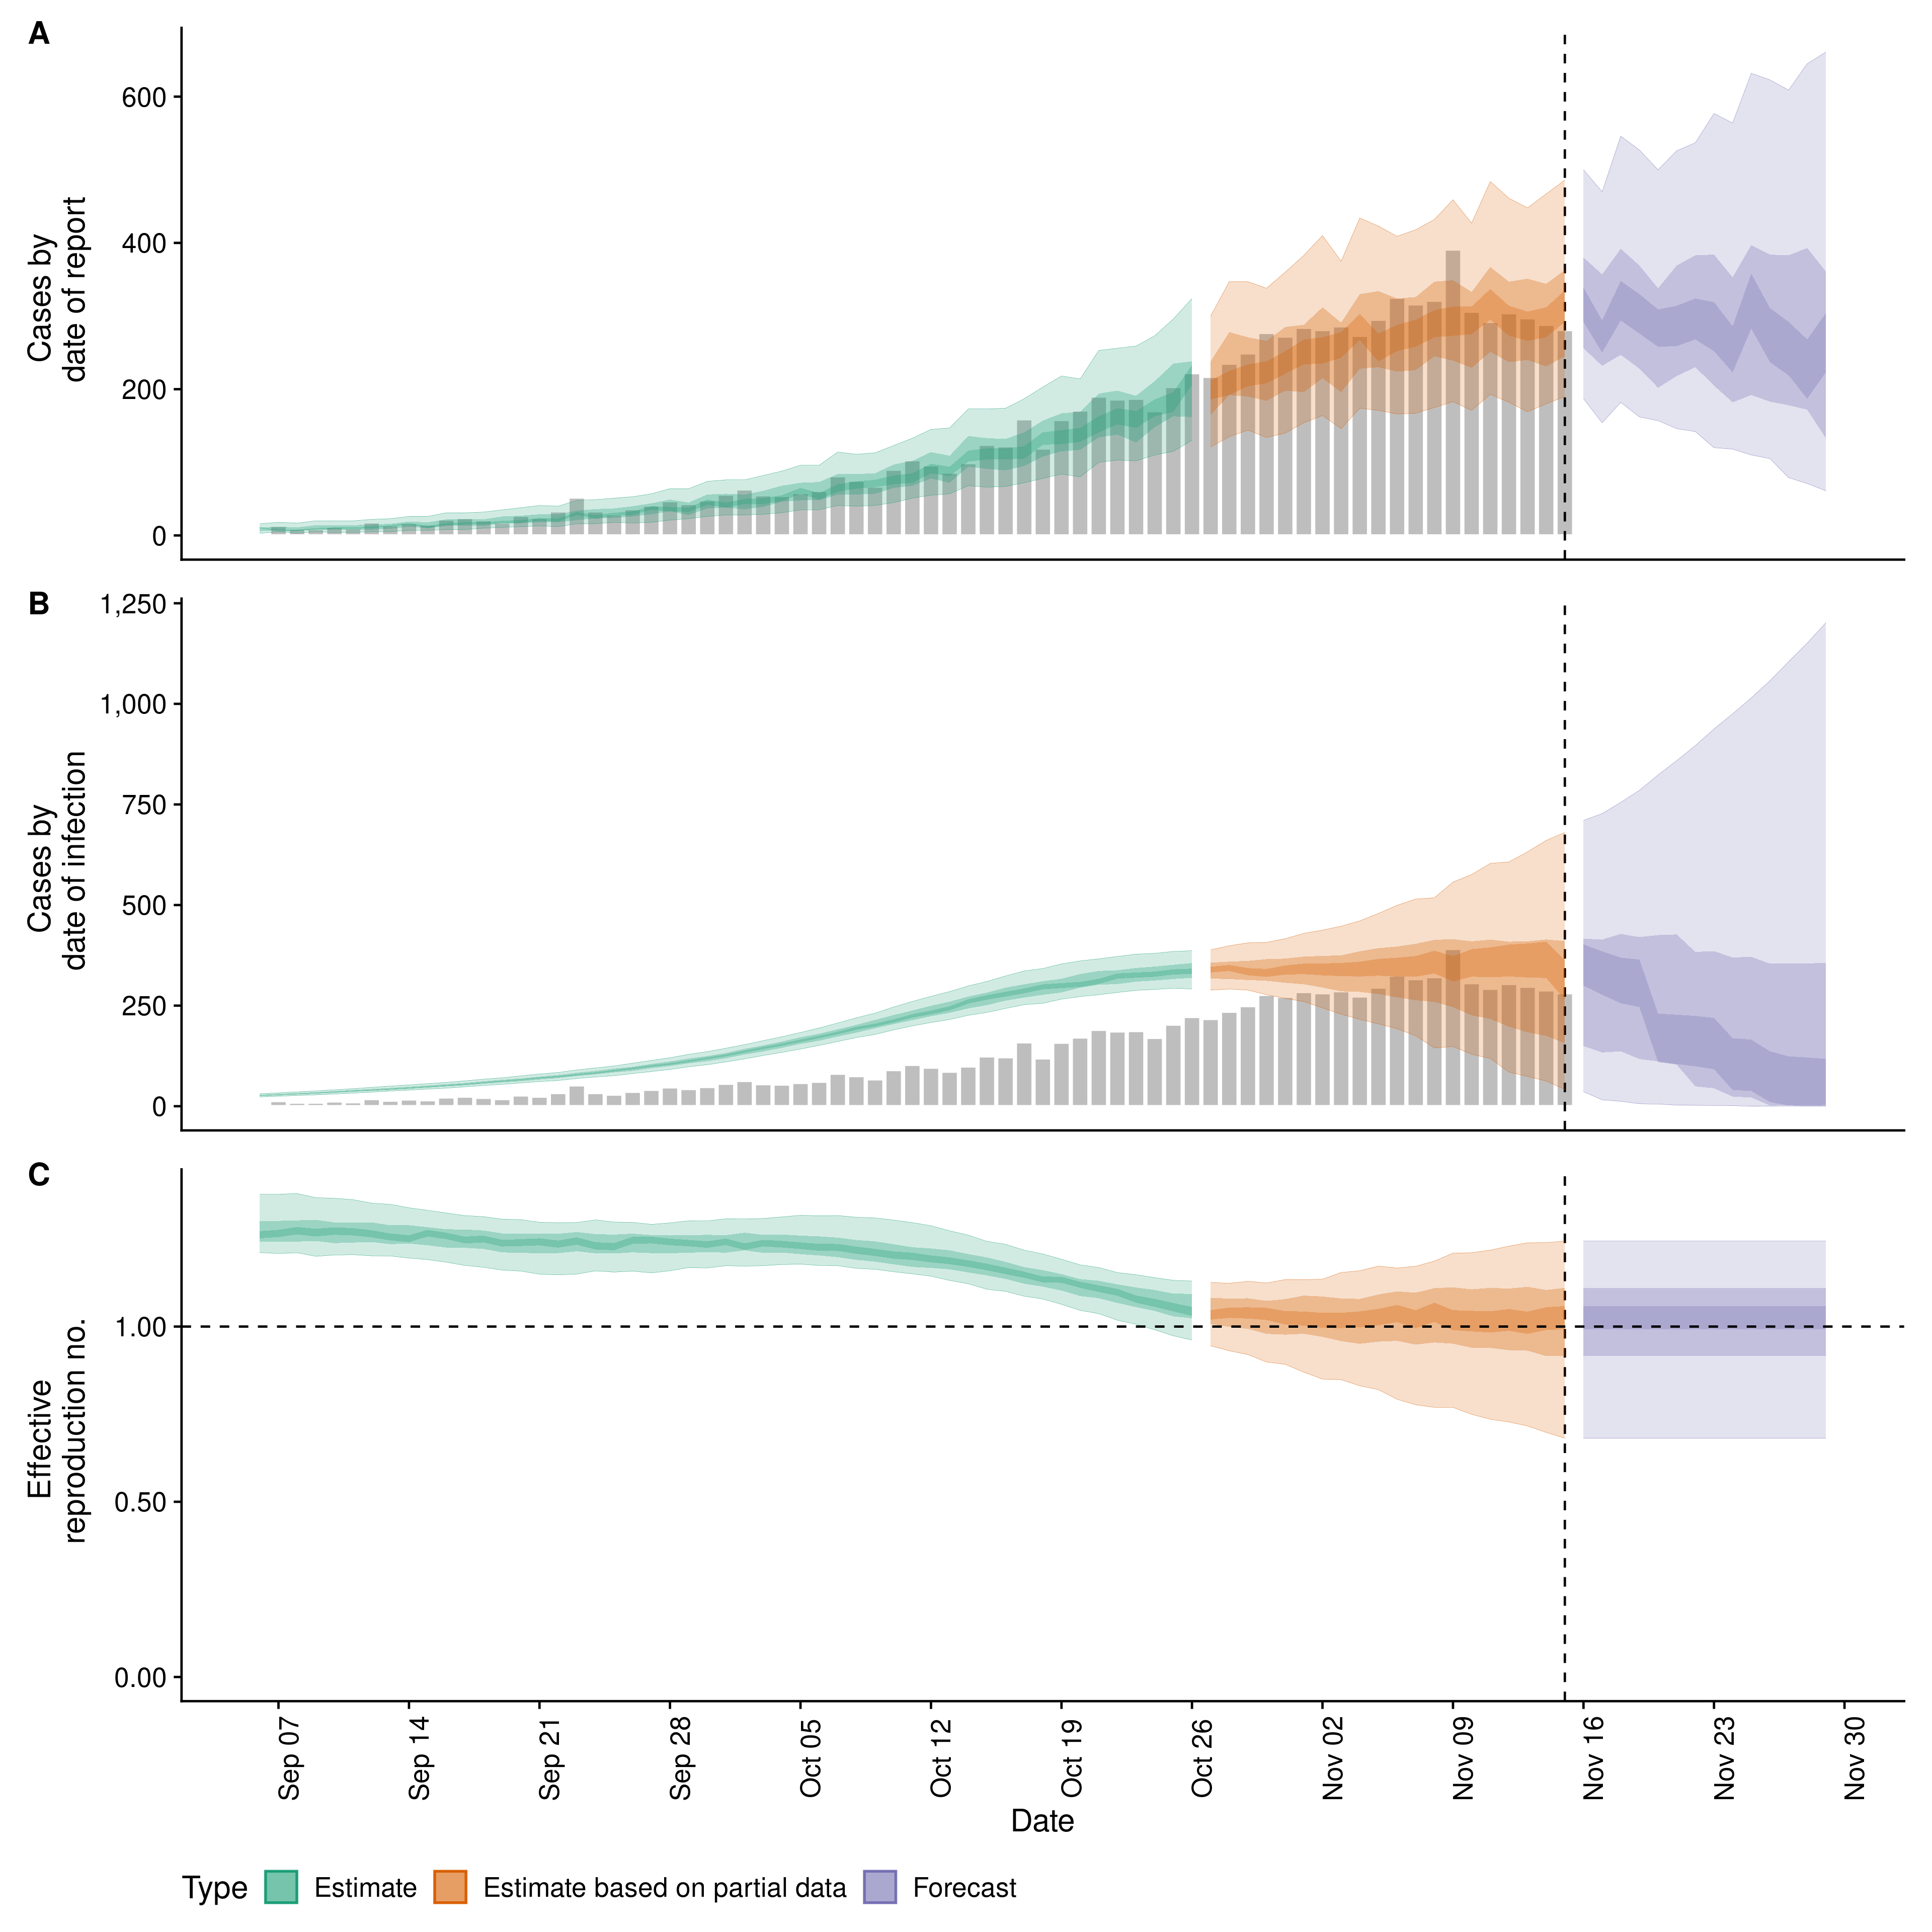 A
600
400
200
0
Cases by
date of report
B
1,250
1,000
750
500
250
0
Cases by
date of infection
C
1.00
0.50
0.00
Effective
reproduction no.
Sep 07
Sep 14
Sep 21
Sep 28
Oct 05
Oct 12
Oct 19
Oct 26
Nov 02
Nov 09
Nov 16
Nov 23
Nov 30
Date
Type Estimate Estimate based on partial data Forecast